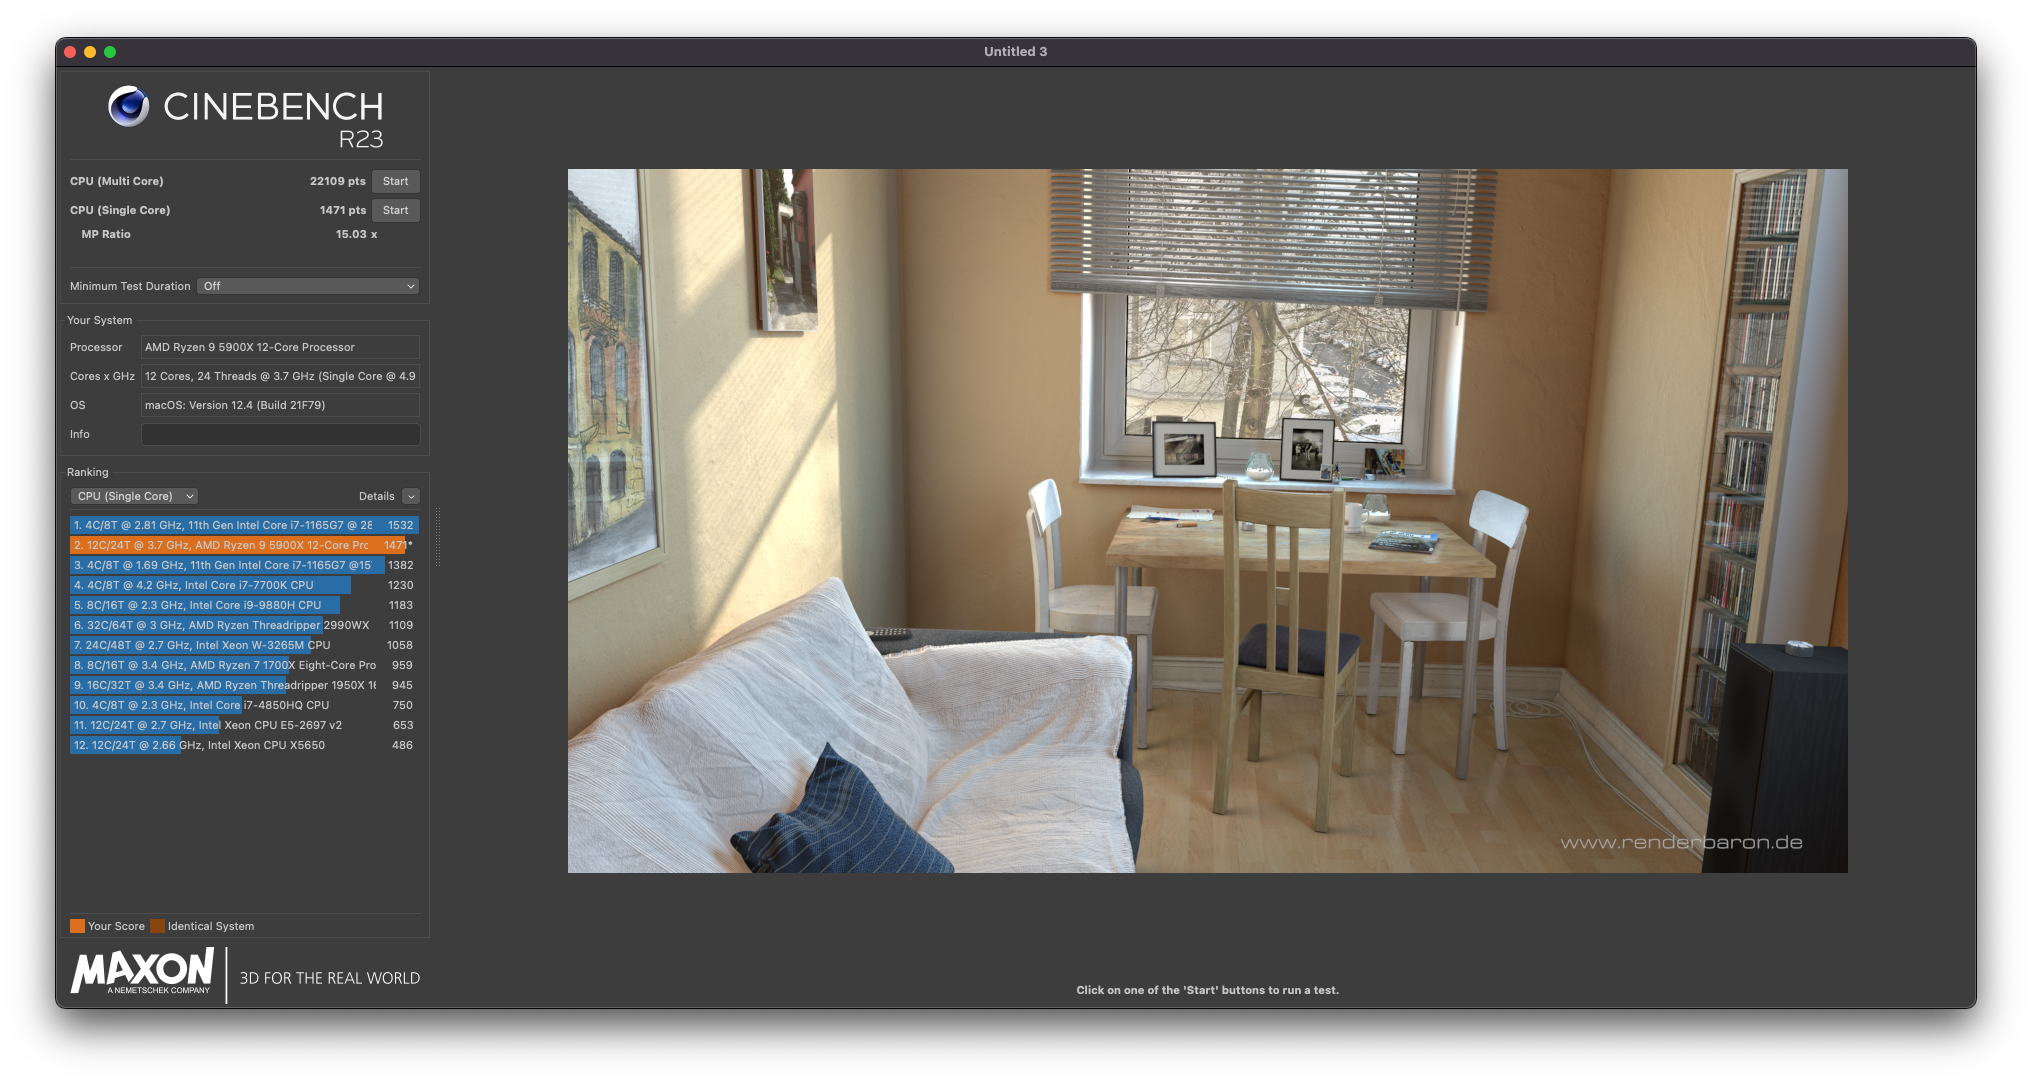 Untitled 3
CINEBENCH
R23
CPU (Multi Core) 22109 pts Start
CPU (Single Core) 1471 pts Start
MP Ratio 15.03 x
Minimum Test Duration Off
Your System
Processor AMD Ryzen 9 5900X 12-Core Processor
Cores x GHz 12 Cores, 24 Threads @ 3.7 GHz (Single Core @ 4.9
OS macOS: Version 12.4 (Build 21F79)
Info
Ranking
CPU (Single Core) Details
1. 4C/8T @ 2.81 GHz, 11th Gen Intel Core i7-1165G7 @ 28 1532
2. 12C/24T @ 3.7 GHz, AMD Ryzen 9 5900X 12-Core Prc 1471*
3. 4C/8T @ 1.69 GHz, 11th Gen Intel Core i7-1165G7 @15 1382
4. 4C/8T @ 4.2 GHz, Intel Core i7-7700K CPU 1230
5. 8C/16T @ 2.3 GHz, Intel Core i9-9880H CPU 1183
6. 32C/64T @ 3 GHz, AMD Ryzen Threadripper 2990WX 1109
7. 24C/48T @ 2.7 GHz, Intel Xeon W-3265M CPU 1058
8. 8C/16T @ 3.4 GHz, AMD Ryzen 7 1700X Eight-Core Pro 959
9. 16C/32T @ 3.4 GHz, AMD Ryzen Threadripper 1950X 16 945
10. 4C/8T @ 2.3 GHz, Intel Core i7-4850HQ CPU 750
11. 12C/24T @ 2.7 GHz, Intel Xeon CPU E5-2697 v2 653
12. 12C/24T @ 2.66 GHz, Intel Xeon CPU X5650 486
Your Score Identical System
MAXON
A NEMETSCHEK COMPANY
3D FOR THE REAL WORLD
www.renderbaron.de
Click on one of the 'Start' buttons to run a test.